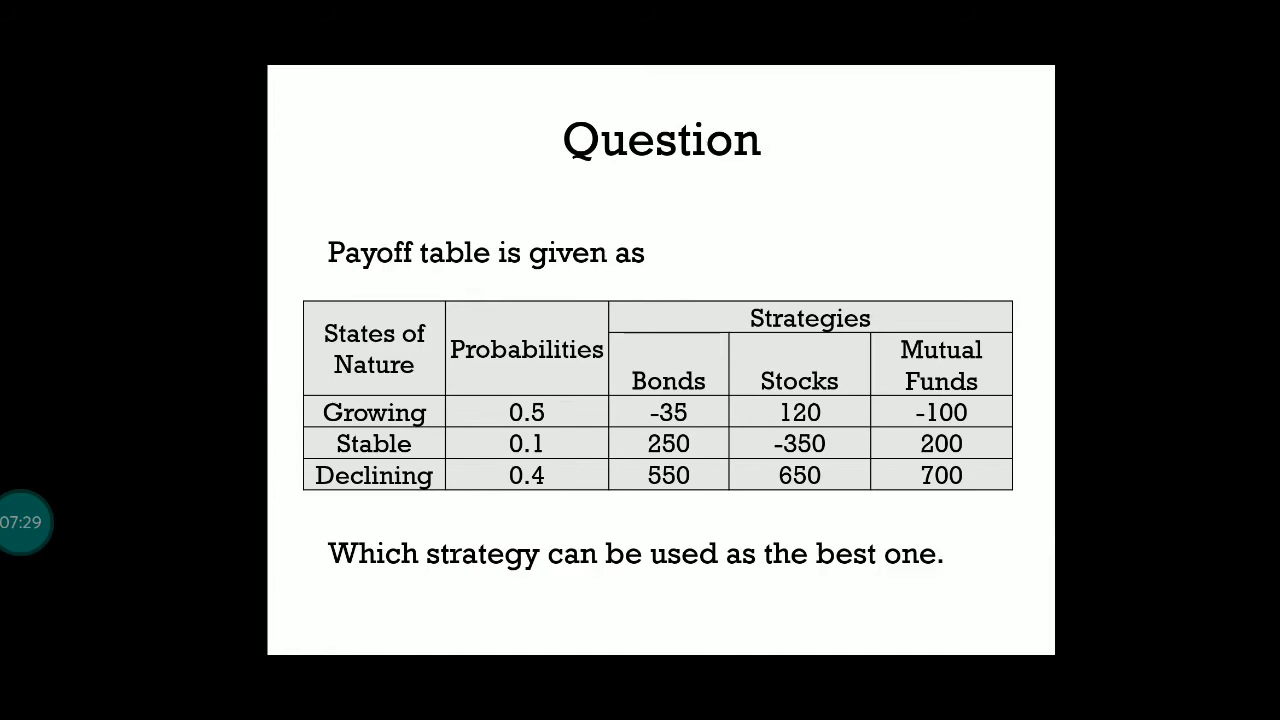 Question
Payoff table is given as
States of Nature Probabilities Strategies
Bonds Stocks Mutual Funds
Growing 0.5 -35 120 -100
Stable 0.1 250 -350 200
Declining 0.4 550 650 700
07:29
Which strategy can be used as the best one.